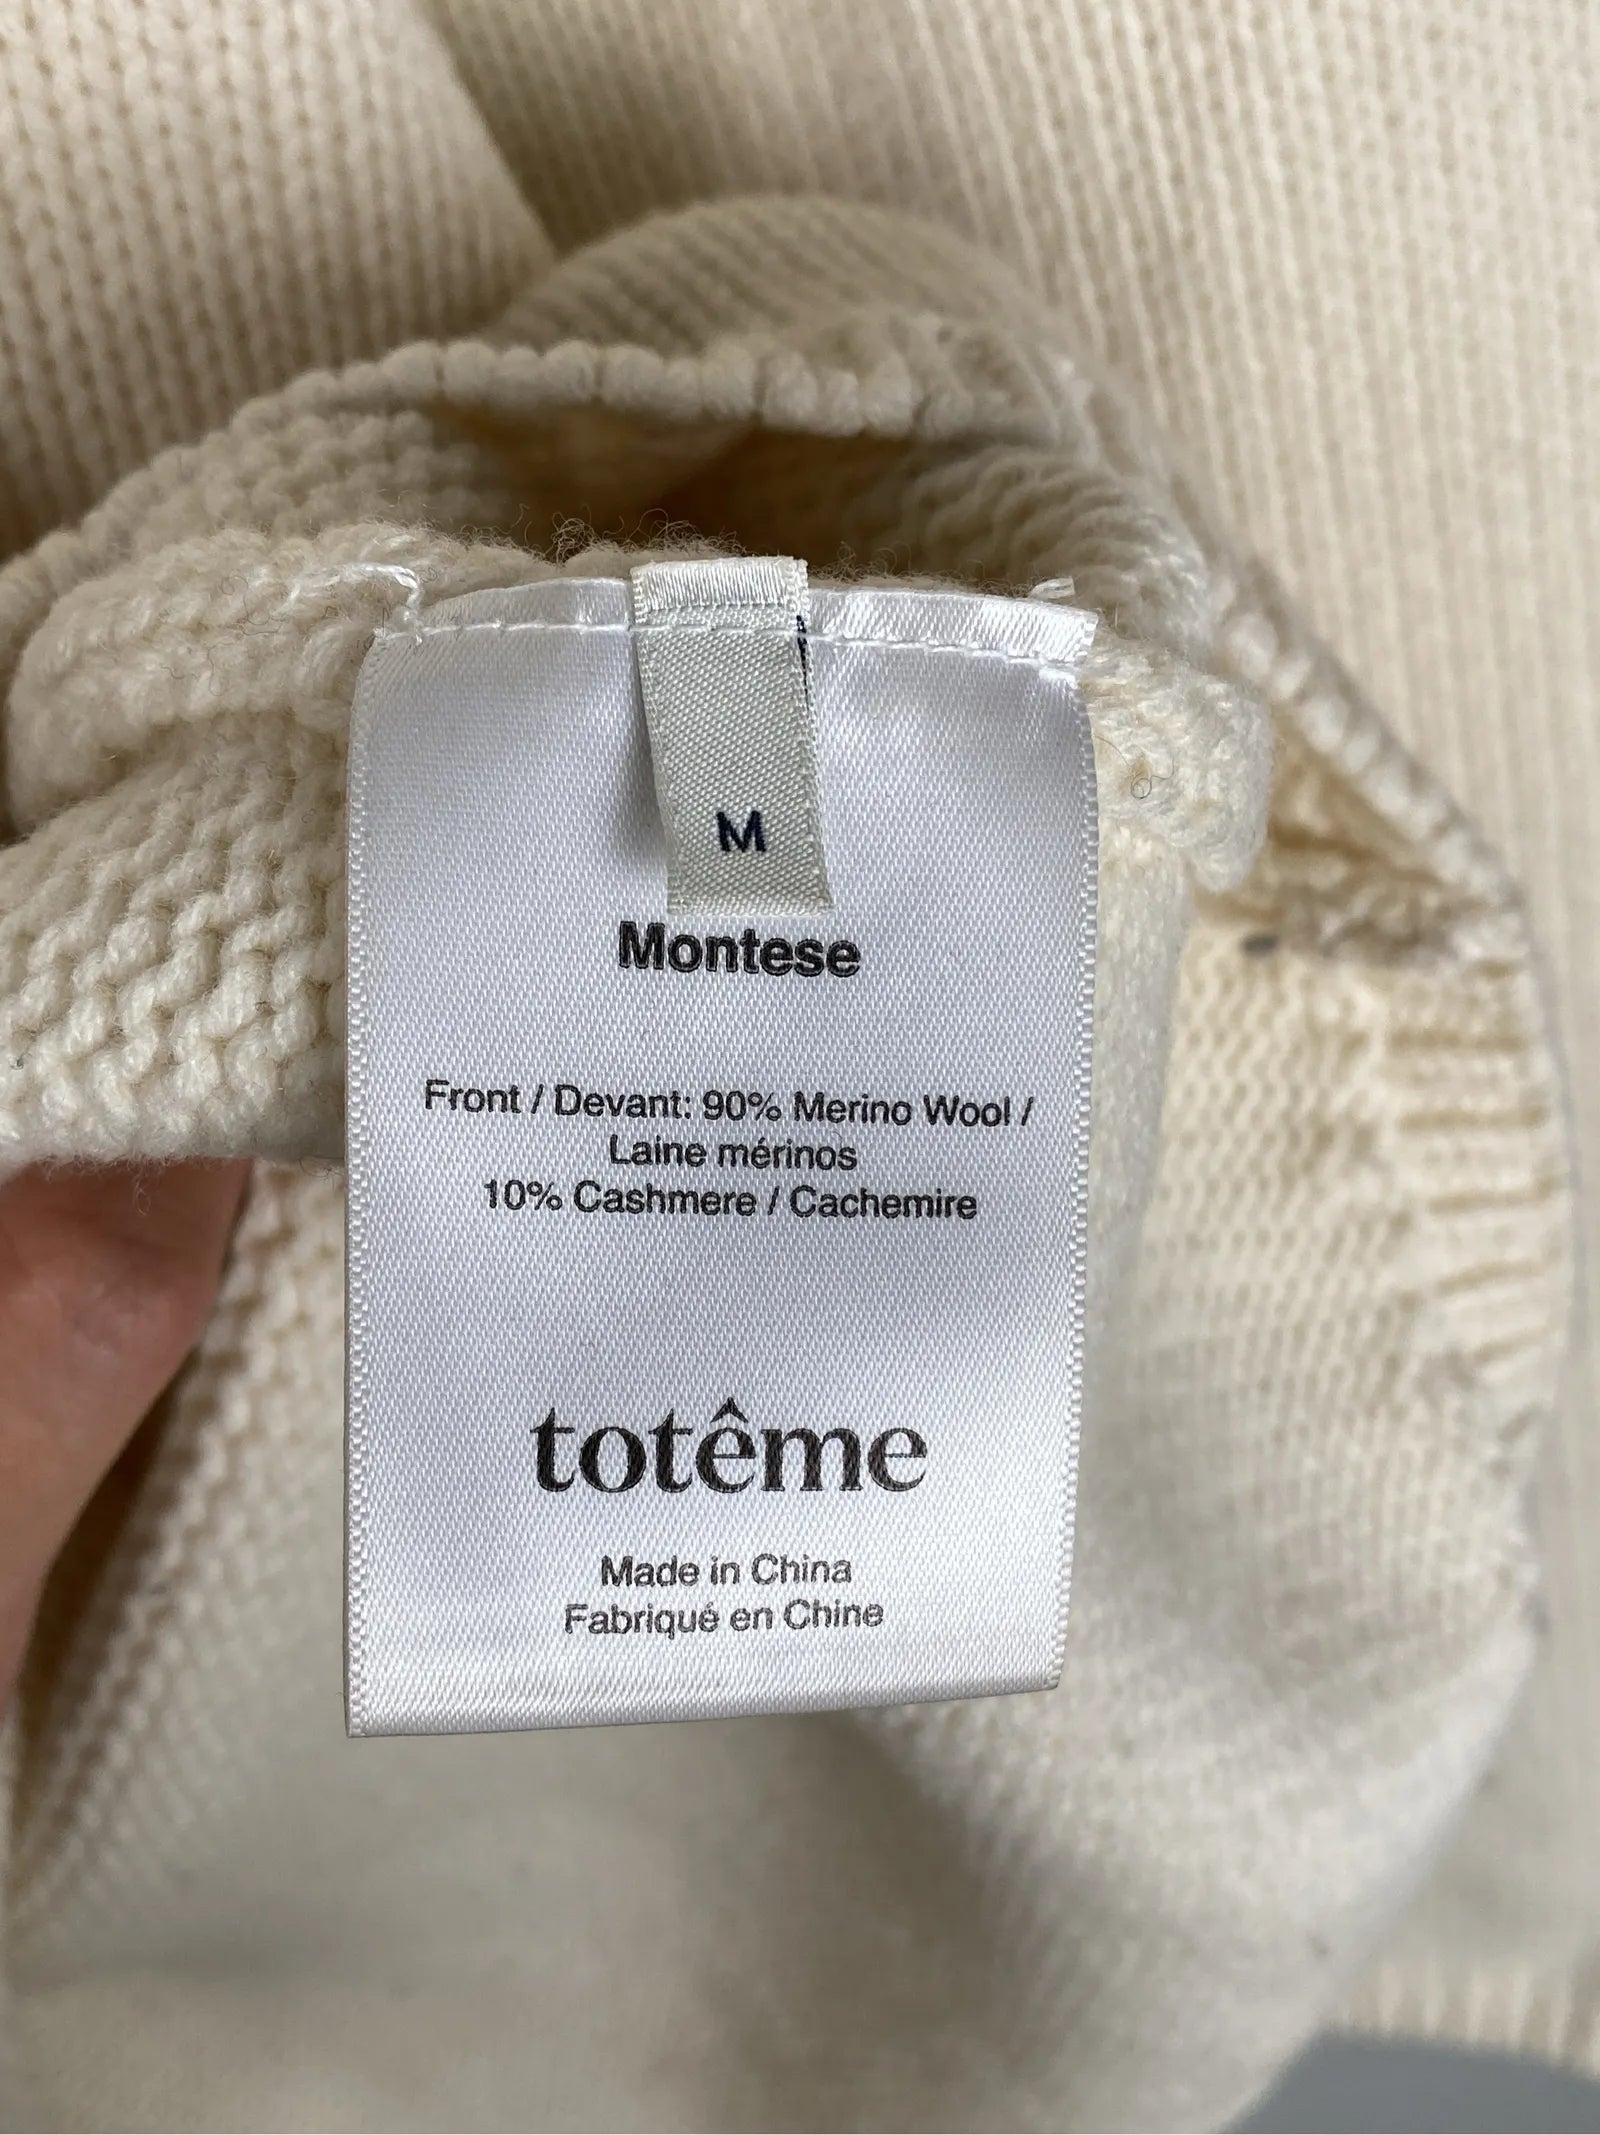 M
Montese
Front / Devant: 90% Merino Wool /
Laine mérinos
10% Cashmere / Cachemire
totême
Made in China
Fabriqué en Chine